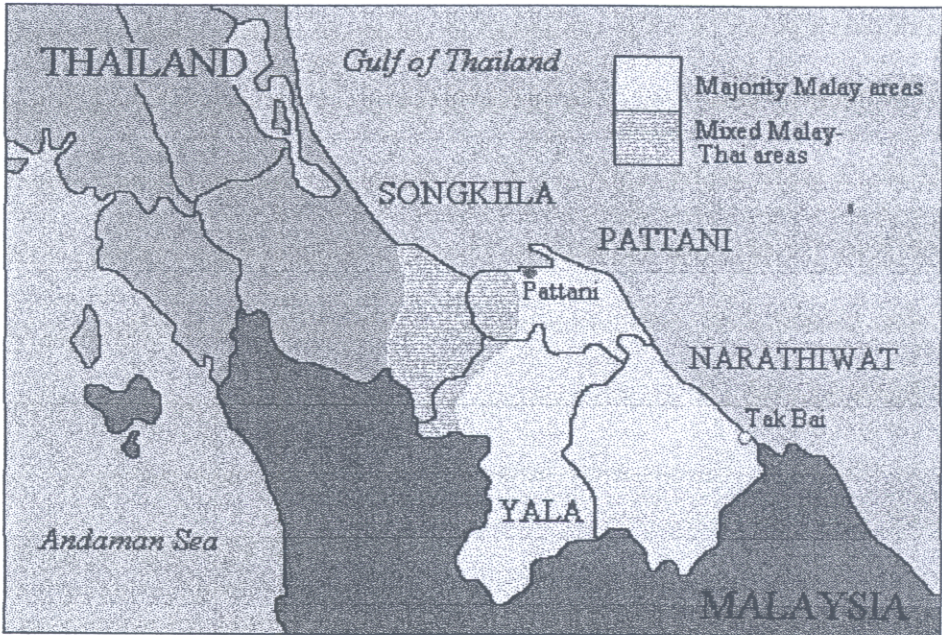 THAILAND
Gulf of Thailand
Majority Malay areas
Mixed Malay-
Thai areas
SONGKHLA
PATTANI
Pattani
NARATHIWAT
Tak Bai
YALA
Andaman Sea
MALAYSIA